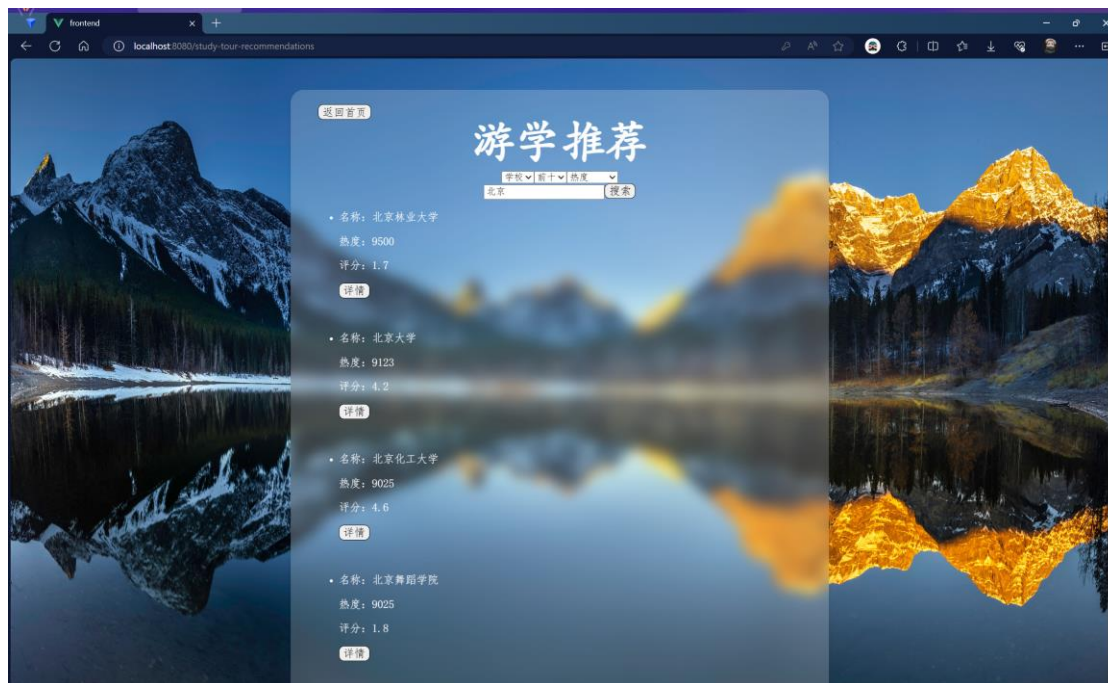 frontend
localhost:8080/study-tour-recommendations
返回首页
游学推荐
学校 前十 热度
北京 搜索
名称：北京林业大学
热度：9500
评分：1.7
详情
名称：北京大学
热度：9123
评分：4.2
详情
名称：北京化工大学
热度：9025
评分：4.6
详情
名称：北京舞蹈学院
热度：9025
评分：1.8
详情